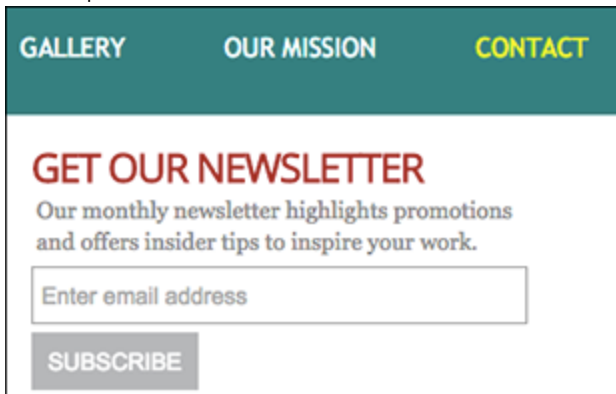 GALLERY OUR MISSION CONTACT
GET OUR NEWSLETTER
Our monthly newsletter highlights promotions
and offers insider tips to inspire your work.
Enter email address
SUBSCRIBE